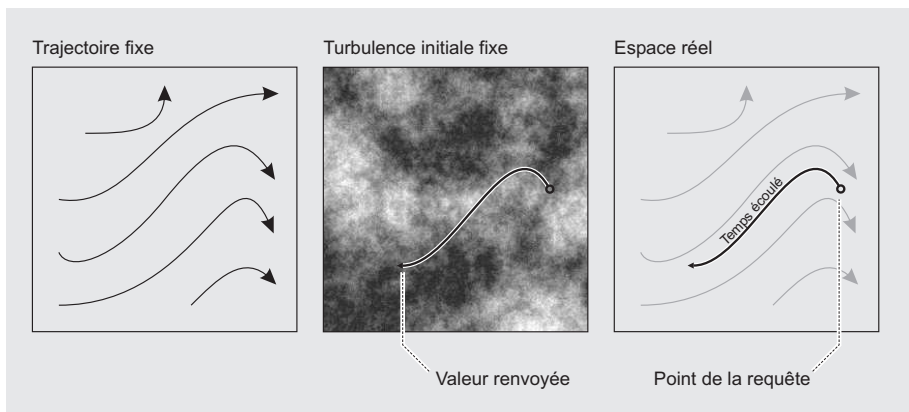 Trajectoire fixe
Turbulence initiale fixe
Espace réel
Temps écoulé
Valeur renvoyée
Point de la requête